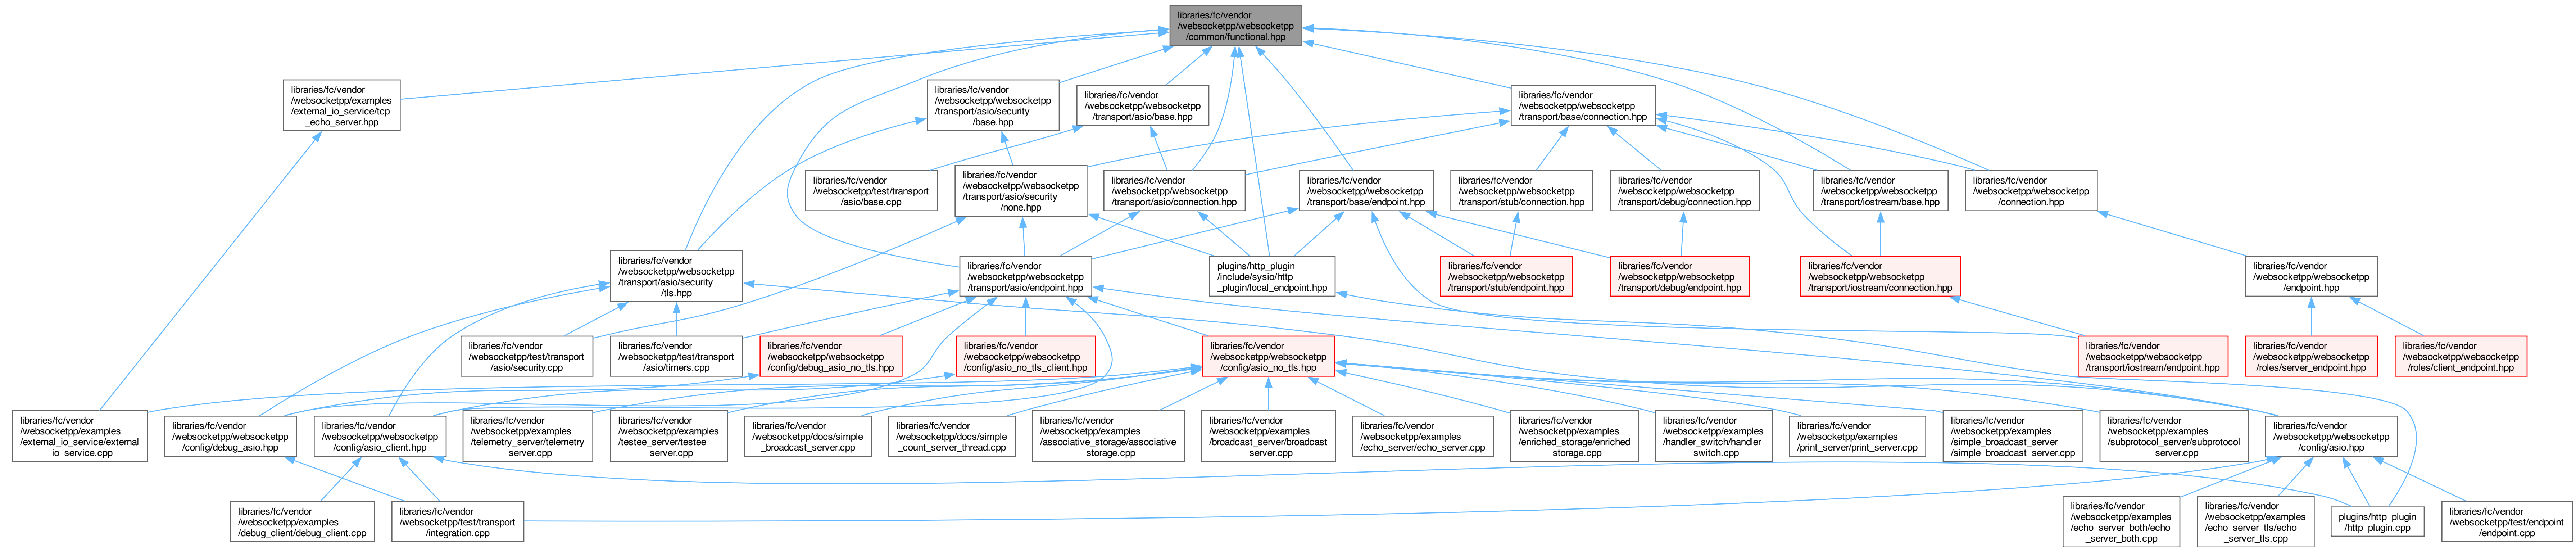 libraries/fc/vendor
/websocketpp/websocketpp
/common/functional.hpp
libraries/fc/vendor
/websocketpp/examples
/external_io_service/tcp
_echo_server.hpp
libraries/fc/vendor
/websocketpp/websocketpp
/transport/asio/security
/base.hpp
libraries/fc/vendor
/websocketpp/websocketpp
/transport/asio/base.hpp
libraries/fc/vendor
/websocketpp/websocketpp
/transport/base/connection.hpp
libraries/fc/vendor
/websocketpp/test/transport
/asio/base.cpp
libraries/fc/vendor
/websocketpp/websocketpp
/transport/asio/security
/none.hpp
libraries/fc/vendor
/websocketpp/websocketpp
/transport/asio/connection.hpp
libraries/fc/vendor
/websocketpp/websocketpp
/transport/base/endpoint.hpp
libraries/fc/vendor
/websocketpp/websocketpp
/transport/stub/connection.hpp
libraries/fc/vendor
/websocketpp/websocketpp
/transport/debug/connection.hpp
libraries/fc/vendor
/websocketpp/websocketpp
/transport/iostream/base.hpp
libraries/fc/vendor
/websocketpp/websocketpp
/connection.hpp
libraries/fc/vendor
/websocketpp/websocketpp
/transport/asio/security
/tls.hpp
libraries/fc/vendor
/websocketpp/websocketpp
/transport/asio/endpoint.hpp
plugins/http_plugin
/include/sysio/http
_plugin/local_endpoint.hpp
libraries/fc/vendor
/websocketpp/websocketpp
/transport/stub/endpoint.hpp
libraries/fc/vendor
/websocketpp/websocketpp
/transport/debug/endpoint.hpp
libraries/fc/vendor
/websocketpp/websocketpp
/transport/iostream/connection.hpp
libraries/fc/vendor
/websocketpp/websocketpp
/endpoint.hpp
libraries/fc/vendor
/websocketpp/test/transport
/asio/security.cpp
libraries/fc/vendor
/websocketpp/test/transport
/asio/timers.cpp
libraries/fc/vendor
/websocketpp/websocketpp
/config/debug_asio_no_tls.hpp
libraries/fc/vendor
/websocketpp/websocketpp
/config/asio_no_tls_client.hpp
libraries/fc/vendor
/websocketpp/websocketpp
/config/asio_no_tls.hpp
libraries/fc/vendor
/websocketpp/websocketpp
/transport/iostream/endpoint.hpp
libraries/fc/vendor
/websocketpp/websocketpp
/roles/server_endpoint.hpp
libraries/fc/vendor
/websocketpp/websocketpp
/roles/client_endpoint.hpp
libraries/fc/vendor
/websocketpp/examples
/external_io_service/external
_io_service.cpp
libraries/fc/vendor
/websocketpp/websocketpp
/config/debug_asio.hpp
libraries/fc/vendor
/websocketpp/websocketpp
/config/asio_client.hpp
libraries/fc/vendor
/websocketpp/examples
/telemetry_server/telemetry
_server.cpp
libraries/fc/vendor
/websocketpp/examples
/testee_server/testee
_server.cpp
libraries/fc/vendor
/websocketpp/docs/simple
_broadcast_server.cpp
libraries/fc/vendor
/websocketpp/docs/simple
_count_server_thread.cpp
libraries/fc/vendor
/websocketpp/examples
/associative_storage/associative
_storage.cpp
libraries/fc/vendor
/websocketpp/examples
/broadcast_server/broadcast
_server.cpp
libraries/fc/vendor
/websocketpp/examples
/echo_server/echo_server.cpp
libraries/fc/vendor
/websocketpp/examples
/enriched_storage/enriched
_storage.cpp
libraries/fc/vendor
/websocketpp/examples
/handler_switch/handler
_switch.cpp
libraries/fc/vendor
/websocketpp/examples
/print_server/print_server.cpp
libraries/fc/vendor
/websocketpp/examples
/simple_broadcast_server
/simple_broadcast_server.cpp
libraries/fc/vendor
/websocketpp/examples
/subprotocol_server/subprotocol
_server.cpp
libraries/fc/vendor
/websocketpp/websocketpp
/config/asio.hpp
libraries/fc/vendor
/websocketpp/examples
/debug_client/debug_client.cpp
libraries/fc/vendor
/websocketpp/test/transport
/integration.cpp
libraries/fc/vendor
/websocketpp/examples
/echo_server_both/echo
_server_both.cpp
libraries/fc/vendor
/websocketpp/examples
/echo_server_tls/echo
_server_tls.cpp
plugins/http_plugin
/http_plugin.cpp
libraries/fc/vendor
/websocketpp/test/endpoint
/endpoint.cpp